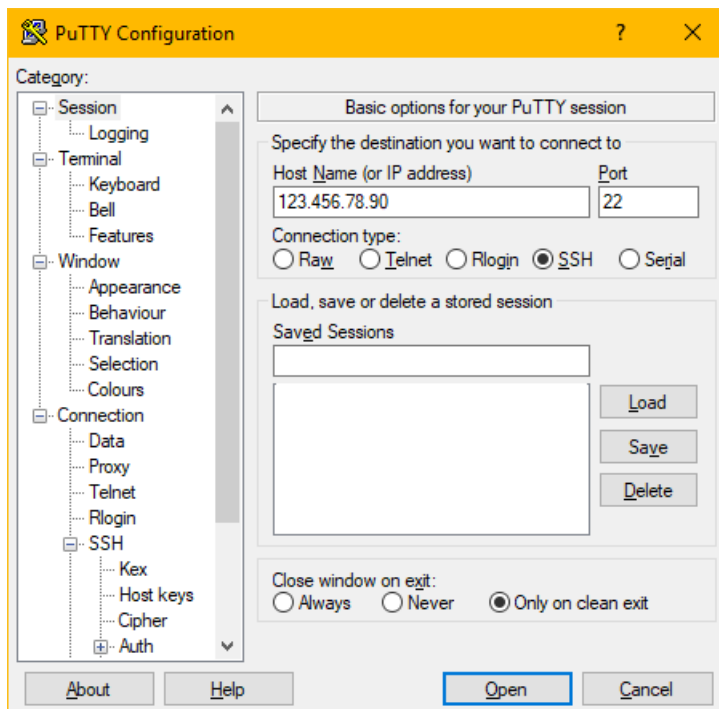 PuTTY Configuration ? ×
Category:
Session
Logging
Terminal
Keyboard
Bell
Features
Window
Appearance
Behaviour
Translation
Selection
Colours
Connection
Data
Proxy
Telnet
Rlogin
SSH
Kex
Host keys
Cipher
Auth
Basic options for your PuTTY session
Specify the destination you want to connect to
Host Name (or IP address) Port
123.456.78.90 22
Connection type:
Raw Telnet Rlogin SSH Serial
Load, save or delete a stored session
Saved Sessions
Load
Save
Delete
Close window on exit:
Always Never Only on clean exit
About Help Open Cancel